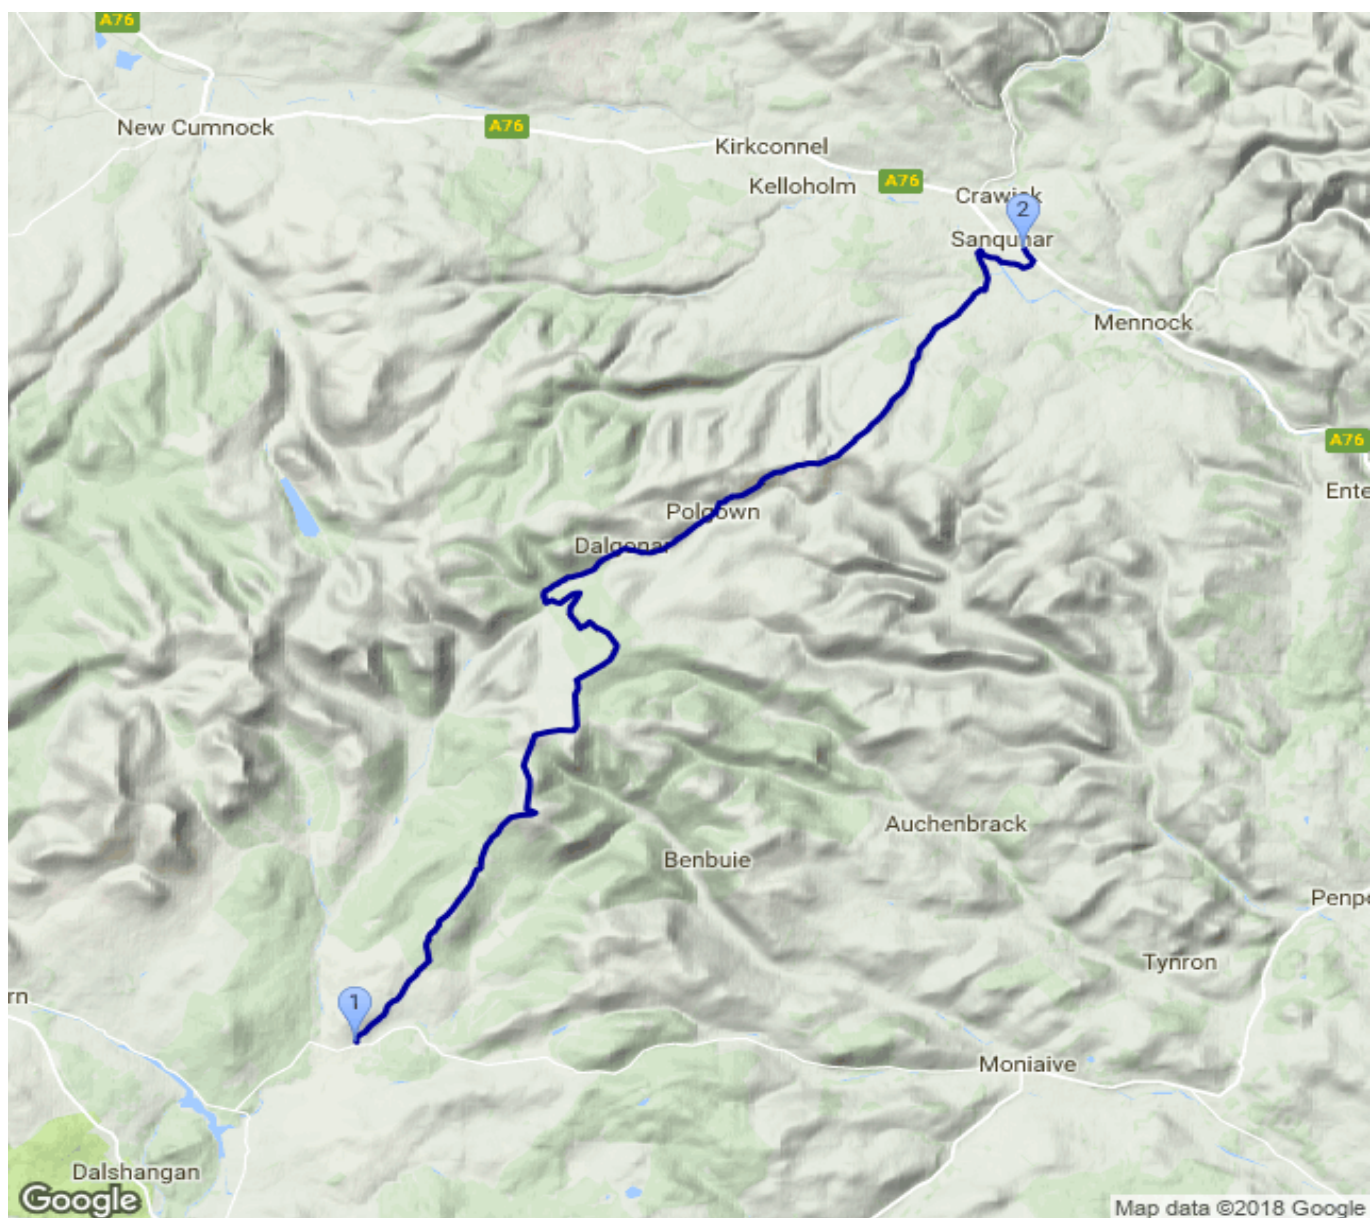 A76
New Cumnock
A76
Kirkconnel
Kelloholm
A76
Crawick
2
Sanquhar
Mennock
A76
Ente
Polgown
Dalgonar
Auchenbrack
Benbuie
Penpo
Tynron
rn
1
Moniaive
Dalshangan
Google
Map data ©2018 Google